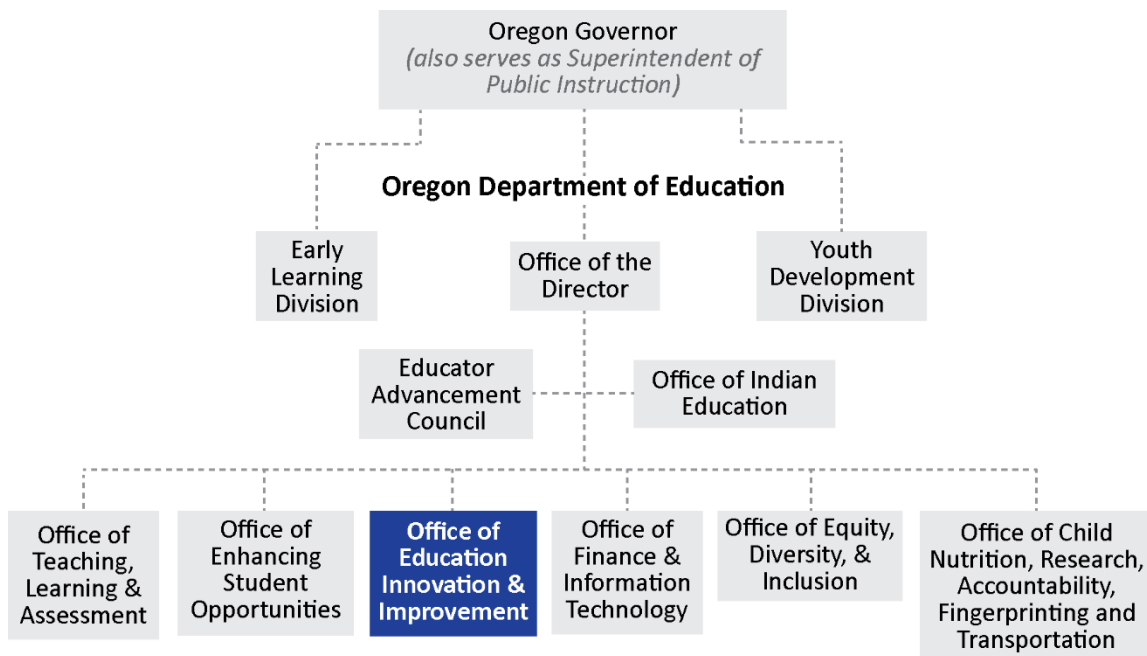 Oregon Governor
(also serves as Superintendent of
Public Instruction)
Oregon Department of Education
Early
Learning
Division
Office of the
Director
Youth
Development
Division
Educator
Advancement
Council
Office of Indian
Education
Office of
Teaching,
Learning &
Assessment
Office of
Enhancing
Student
Opportunities
Office of
Education
Innovation &
Improvement
Office of
Finance &
Information
Technology
Office of Equity,
Diversity, &
Inclusion
Office of Child
Nutrition, Research,
Accountability,
Fingerprinting and
Transportation